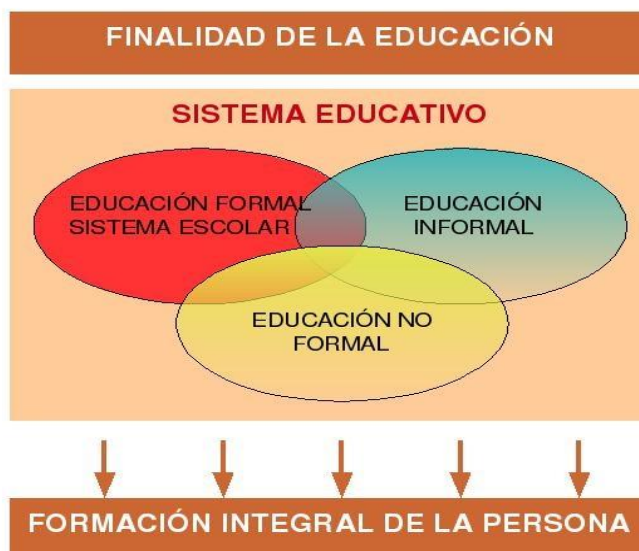 FINALIDAD DE LA EDUCACIÓN
SISTEMA EDUCATIVO
EDUCACIÓN FORMAL
SISTEMA ESCOLAR
EDUCACIÓN
INFORMAL
EDUCACIÓN NO
FORMAL
FORMACIÓN INTEGRAL DE LA PERSONA